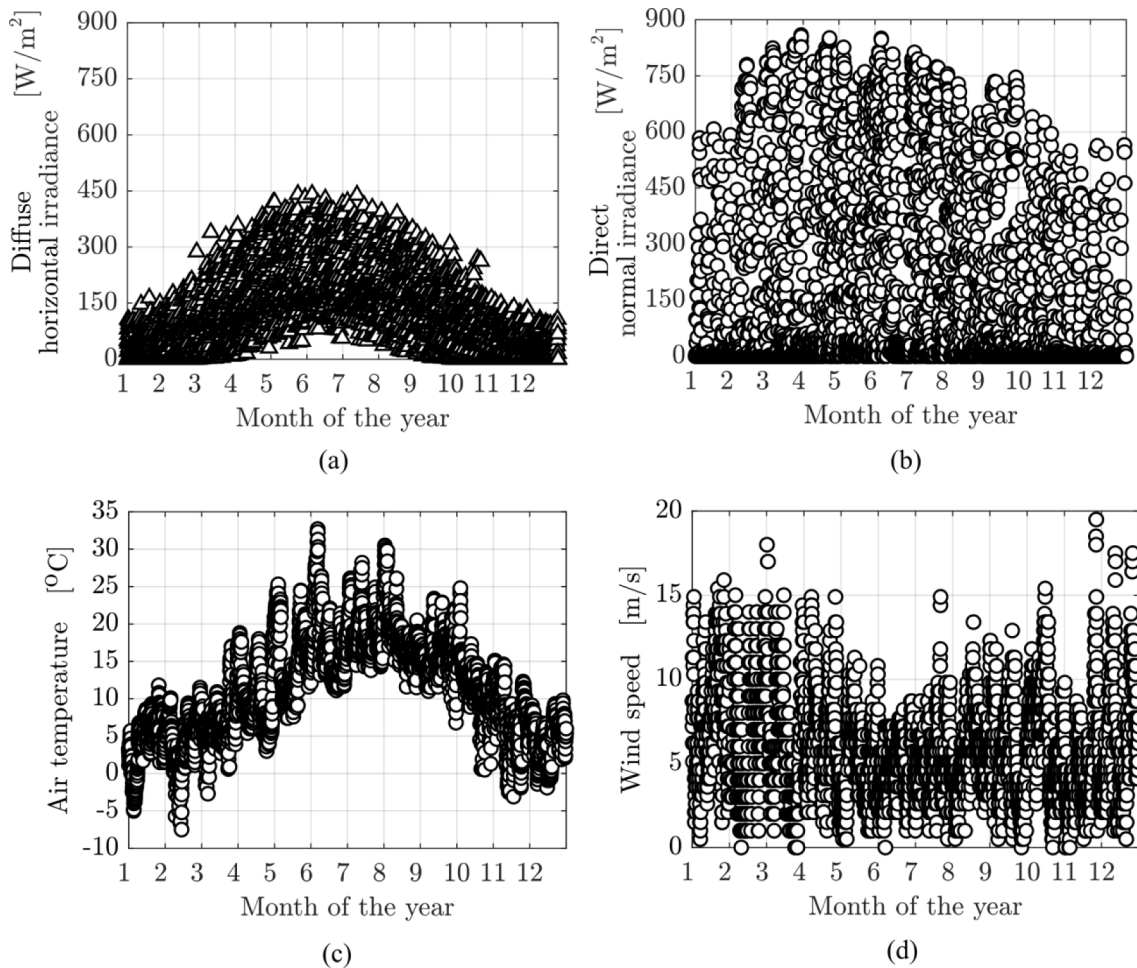 Diffuse
horizontal irradiance [W/m²]
900
750
600
450
300
150
0
1 2 3 4 5 6 7 8 9 10 11 12
Month of the year
(a)
Direct
normal irradiance [W/m²]
900
750
600
450
300
150
0
1 2 3 4 5 6 7 8 9 10 11 12
Month of the year
(b)
Air temperature [°C]
35
30
25
20
15
10
5
0
-5
-10
1 2 3 4 5 6 7 8 9 10 11 12
Month of the year
(c)
Wind speed [m/s]
20
15
10
5
0
1 2 3 4 5 6 7 8 9 10 11 12
Month of the year
(d)